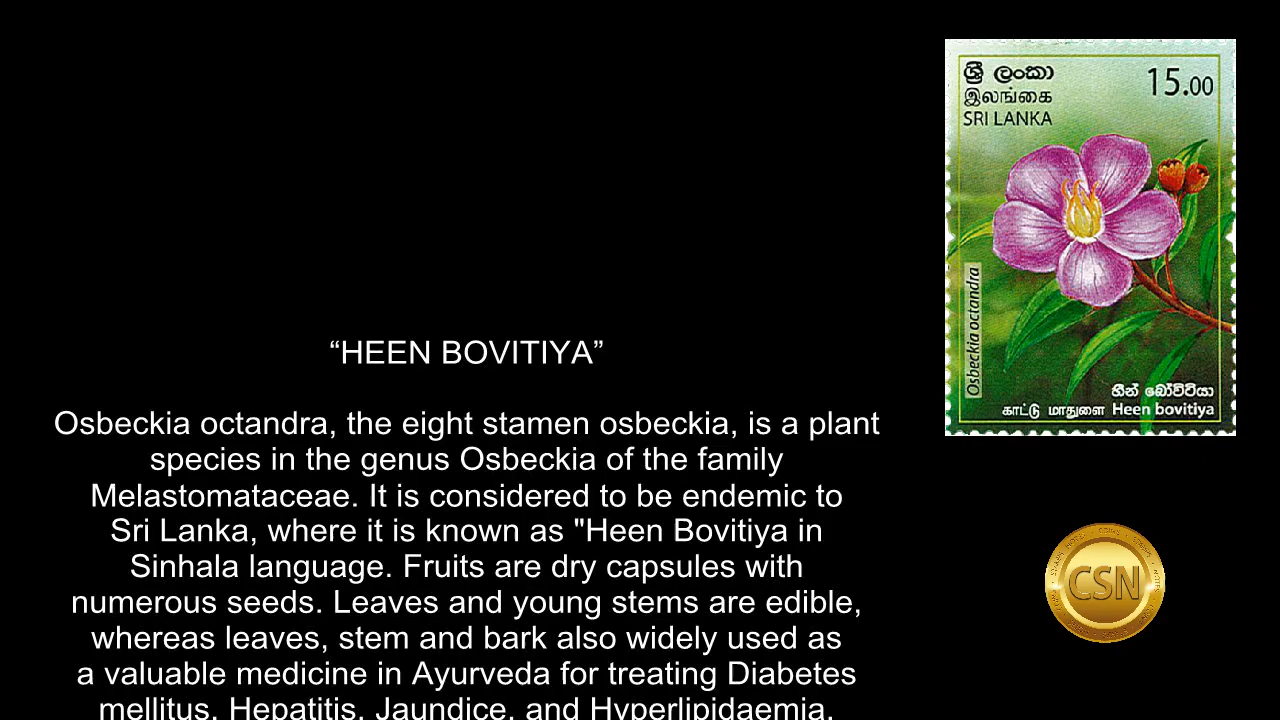 “HEEN BOVITIYA”
Osbeckia octandra, the eight stamen osbeckia, is a plant
species in the genus Osbeckia of the family
Melastomataceae. It is considered to be endemic to
Sri Lanka, where it is known as "Heen Bovitiya in
Sinhala language. Fruits are dry capsules with
numerous seeds. Leaves and young stems are edible,
whereas leaves, stem and bark also widely used as
a valuable medicine in Ayurveda for treating Diabetes
mellitus, Hepatitis, Jaundice, and Hyperlipidaemia.
ශ්‍රී ලංකා
இலங்கை
SRI LANKA
15.00
Osbeckia octandra
හීන් බෝවිටියා
காட்டு மாதுளை Heen bovitiya
CSN